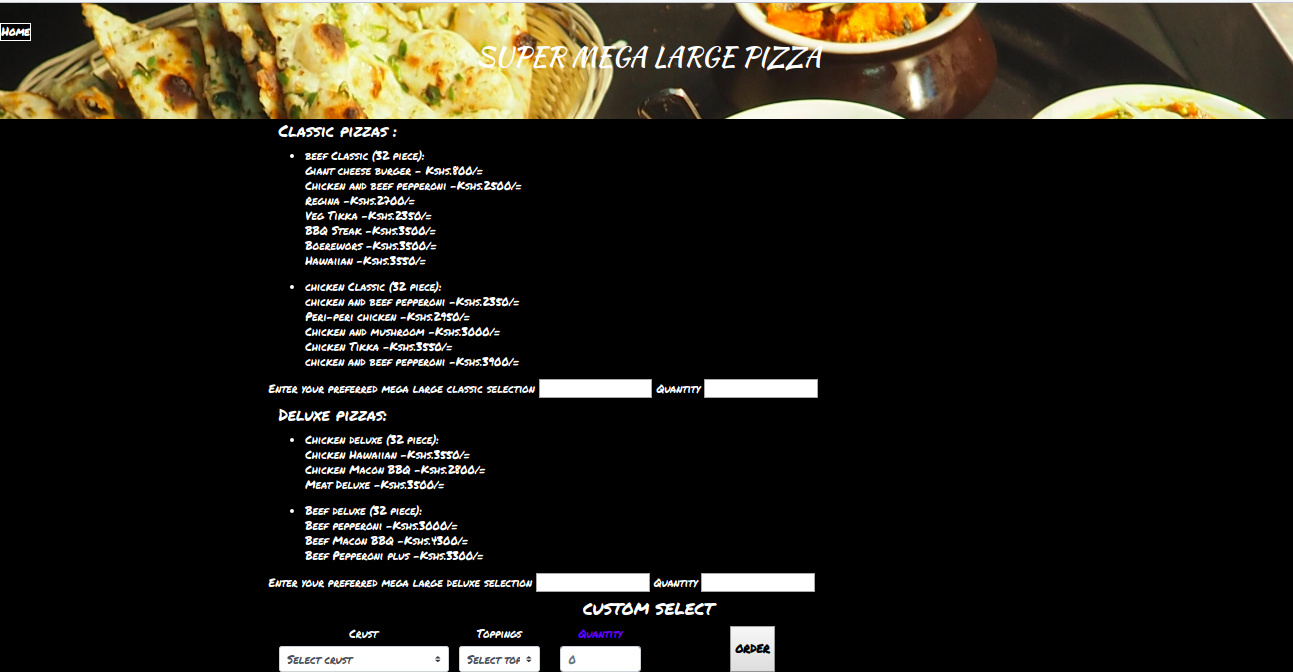 Home
SUPER MEGA LARGE PIZZA
Classic pizzas :
beef Classic (32 piece):
Giant cheese burger - Kshs.800/=
Chicken and beef pepperoni -Kshs.2500/=
Regina -Kshs.2700/=
Veg Tikka -Kshs.2350/=
BBQ Steak -Kshs.3500/=
Boerewors -Kshs.3500/=
Hawaiian -Kshs.3550/=
chicken Classic (32 piece):
chicken and beef pepperoni -Kshs.2350/=
Peri-peri chicken -Kshs.2950/=
Chicken and mushroom -Kshs.3000/=
Chicken Tikka -Kshs.3550/=
chicken and beef pepperoni -Kshs.3900/=
Enter your preferred mega large classic selection Quantity
Deluxe pizzas:
Chicken deluxe (32 piece):
Chicken Hawaiian -Kshs.3550/=
Chicken Macon BBQ -Kshs.2800/=
Meat Deluxe -Kshs.3500/=
Beef deluxe (32 piece):
Beef pepperoni -Kshs.3000/=
Beef Macon BBQ -Kshs.4300/=
Beef Pepperoni plus -Kshs.3300/=
Enter your preferred mega large deluxe selection Quantity
CUSTOM SELECT
Crust Toppings Quantity
Select crust Select top 0 ORDER